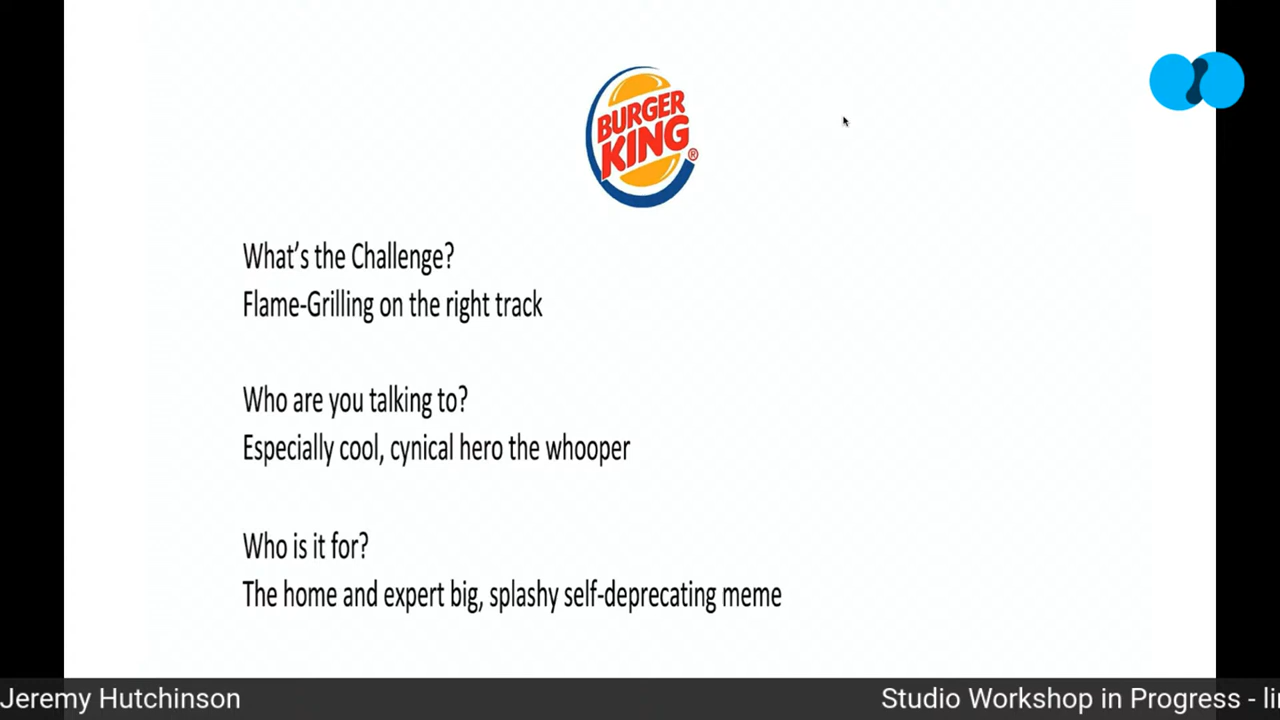 BURGER
KING
®
What's the Challenge?
Flame-Grilling on the right track
Who are you talking to?
Especially cool, cynical hero the whooper
Who is it for?
The home and expert big, splashy self-deprecating meme
Jeremy Hutchinson
Studio Workshop in Progress -